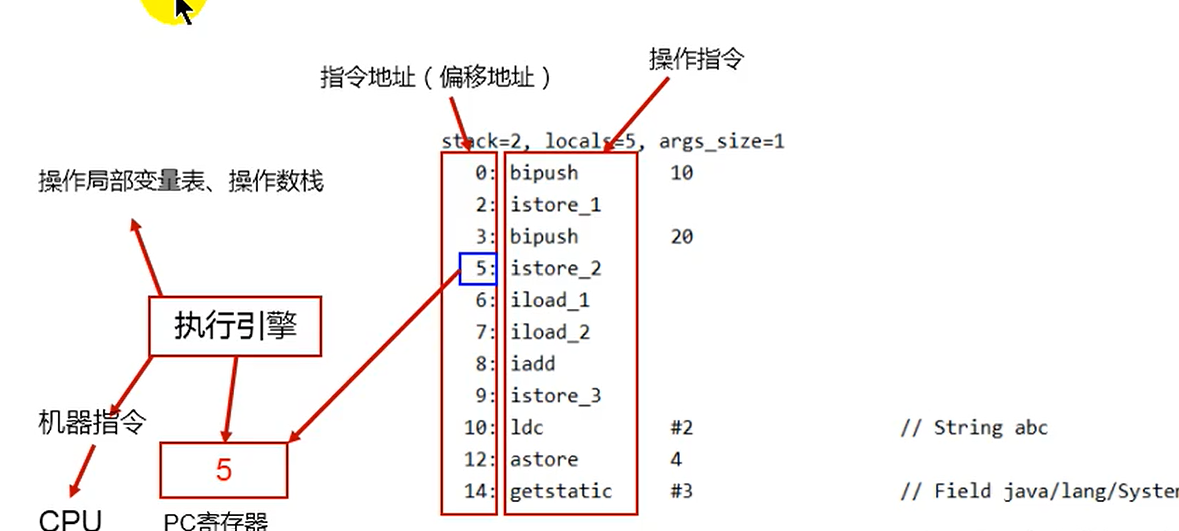 指令地址（偏移地址）
操作指令
stack=2, locals=5, args_size=1
0: bipush 10
2: istore_1
3: bipush 20
5: istore_2
6: iload_1
7: iload_2
8: iadd
9: istore_3
10: ldc #2 // String abc
12: astore 4
14: getstatic #3 // Field java/lang/System
操作局部变量表、操作数栈
执行引擎
机器指令
5
CPU
PC寄存器